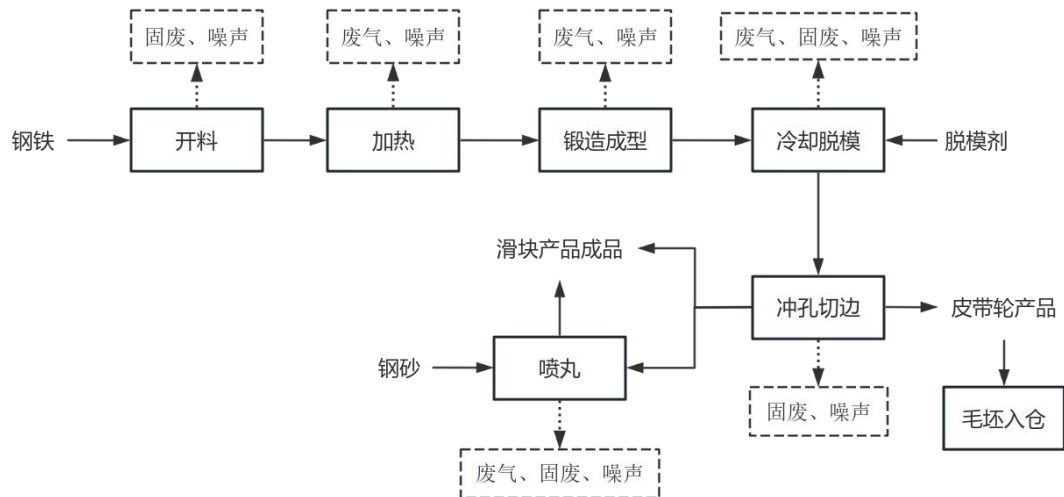 固废、噪声
废气、噪声
废气、噪声
废气、固废、噪声
钢铁
开料
加热
锻造成型
冷却脱模
脱模剂
滑块产品成品
冲孔切边
皮带轮产品
钢砂
喷丸
固废、噪声
毛坯入仓
废气、固废、噪声